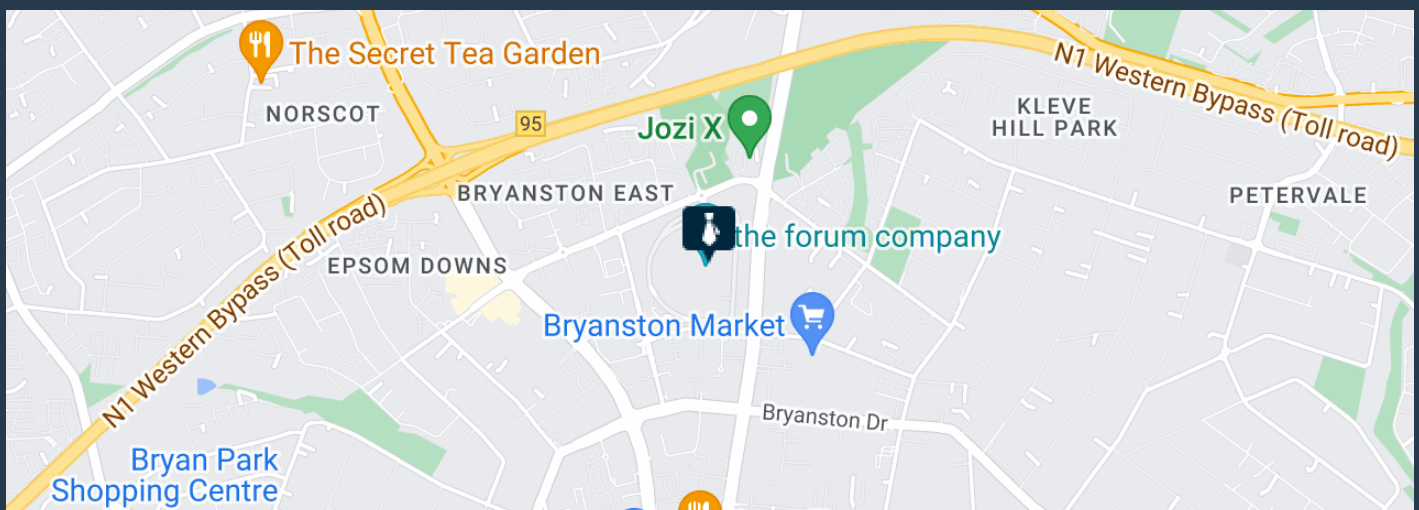 The Secret Tea Garden
N1 Western Bypass (Toll road)
NORSCOT
95
Jozi X
KLEVE
HILL PARK
BRYANSTON EAST
PETERVALE
the forum company
N1 Western Bypass (Toll road)
EPSOM DOWNS
Bryanston Market
Bryanston Dr
Bryan Park
Shopping Centre